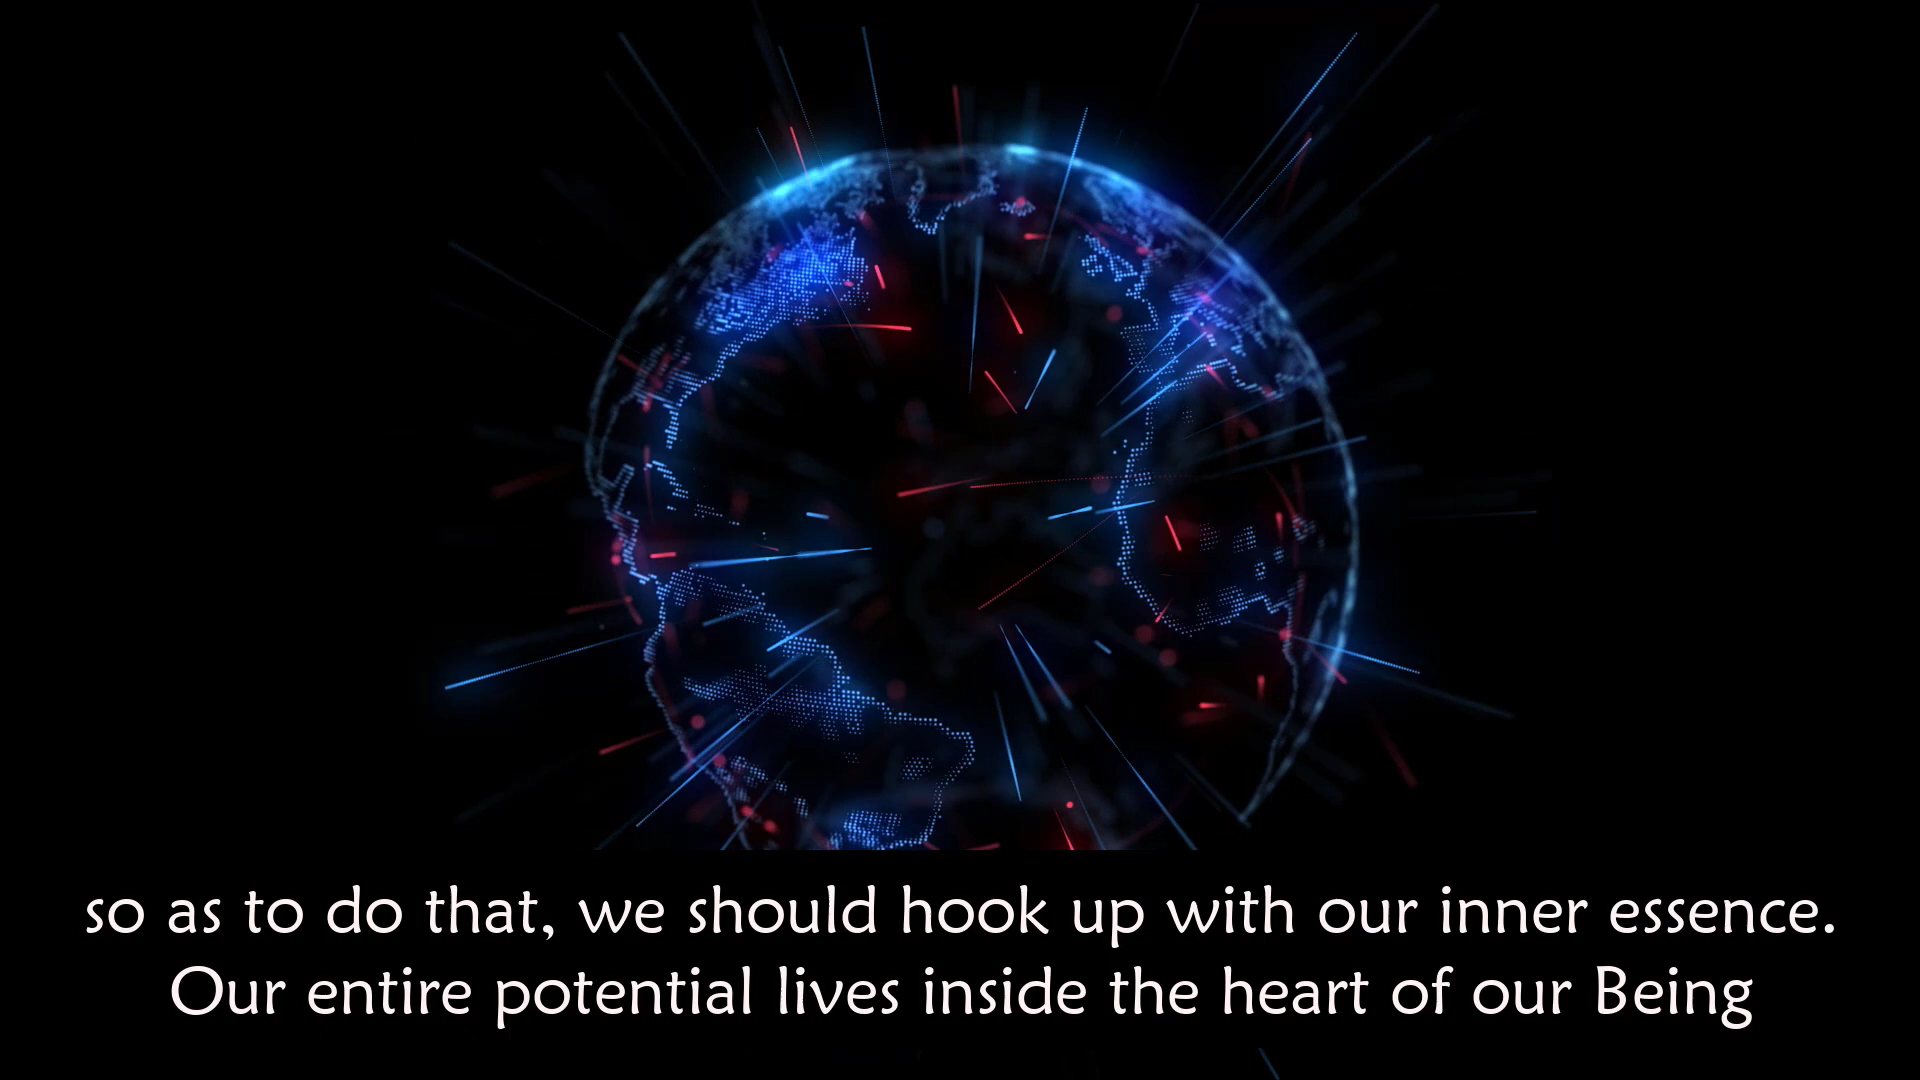 so as to do that, we should hook up with our inner essence.
Our entire potential lives inside the heart of our Being